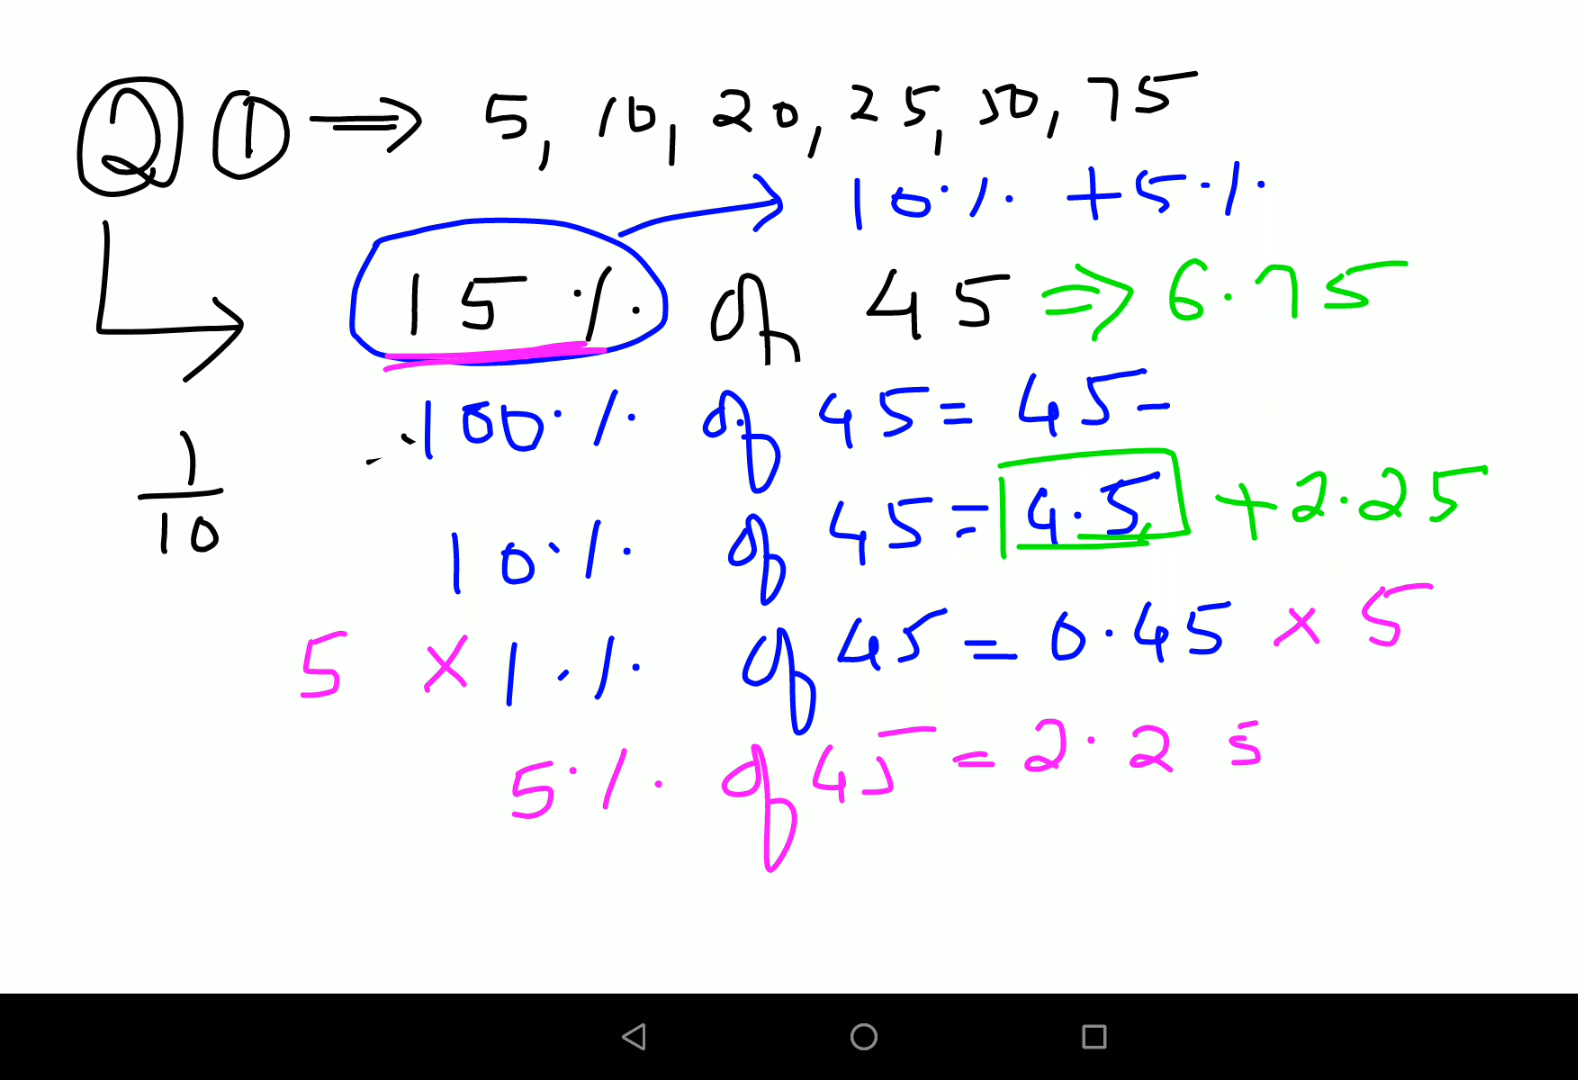 Q 1 ⇒ 5, 10, 20, 25, 50, 75
10% + 5%
15% of 45 ⇒ 6.75
100% of 45 = 45-
1/10
10% of 45 = 4.5 + 2.25
5 × 1% of 45 = 0.45 × 5
5% of 45 = 2.25